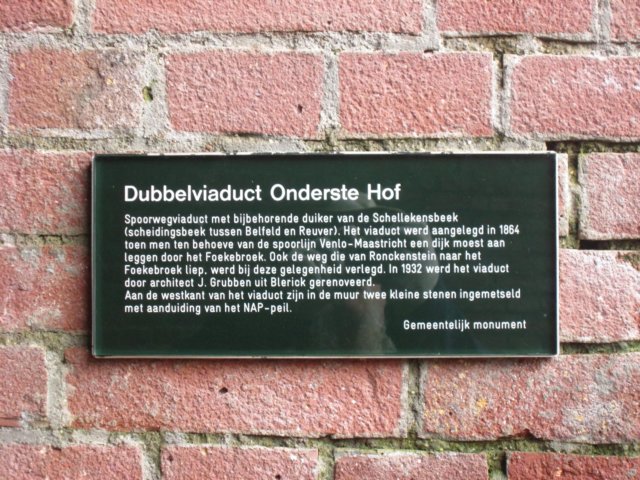 Dubbelviaduct Onderste Hof
Spoorwegviaduct met bijbehorende duiker van de Schellekensbeek
(scheidingsbeek tussen Belfeld en Reuver). Het viaduct werd aangelegd in 1864
toen men ten behoeve van de spoorlijn Venlo-Maastricht een dijk moest aan
leggen door het Foekebroek. Ook de weg die van Ronckenstein naar het
Foekebroek liep, werd bij deze gelegenheid verlegd. In 1932 werd het viaduct
door architect J. Grubben uit Blerick gerenoveerd.
Aan de westkant van het viaduct zijn in de muur twee kleine stenen ingemetseld
met aanduiding van het NAP-peil.
Gemeentelijk monument